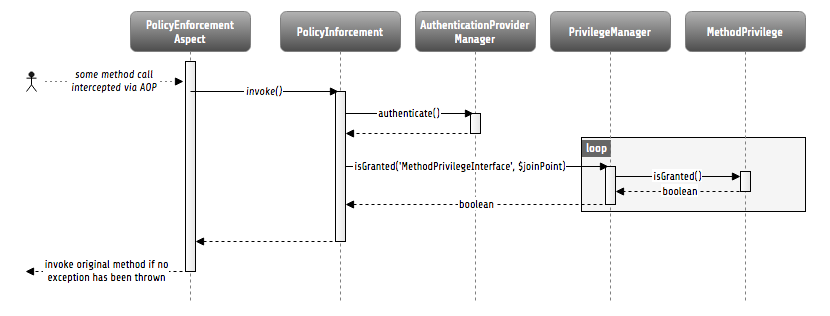 PolicyEnforcement
Aspect
PolicyInforcement
AuthenticationProvider
Manager
PrivilegeManager
MethodPrivilege
some method call
intercepted via AOP
invoke()
authenticate()
loop
isGranted('MethodPrivilegeInterface', $joinPoint)
isGranted()
boolean
boolean
invoke original method if no
exception has been thrown